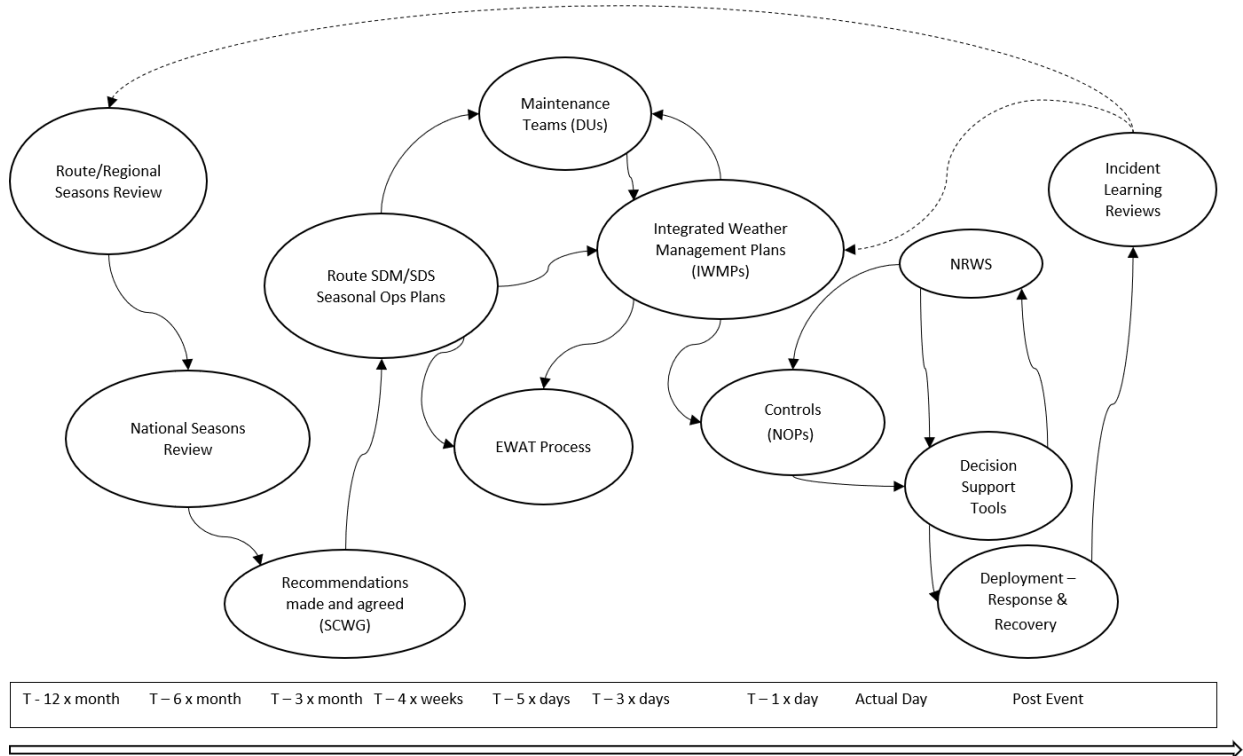 Maintenance
Teams (DUs)
Route/Regional
Seasons Review
Incident
Learning
Reviews
Integrated Weather
Management Plans
(IWMPs)
Route SDM/SDS
Seasonal Ops Plans
NRWS
National Seasons
Review
EWAT Process
Controls
(NOPs)
Decision
Support
Tools
Recommendations
made and agreed
(SCWG)
Deployment –
Response &
Recovery
T - 12 x month T – 6 x month T – 3 x month T – 4 x weeks T – 5 x days T – 3 x days T – 1 x day Actual Day Post Event